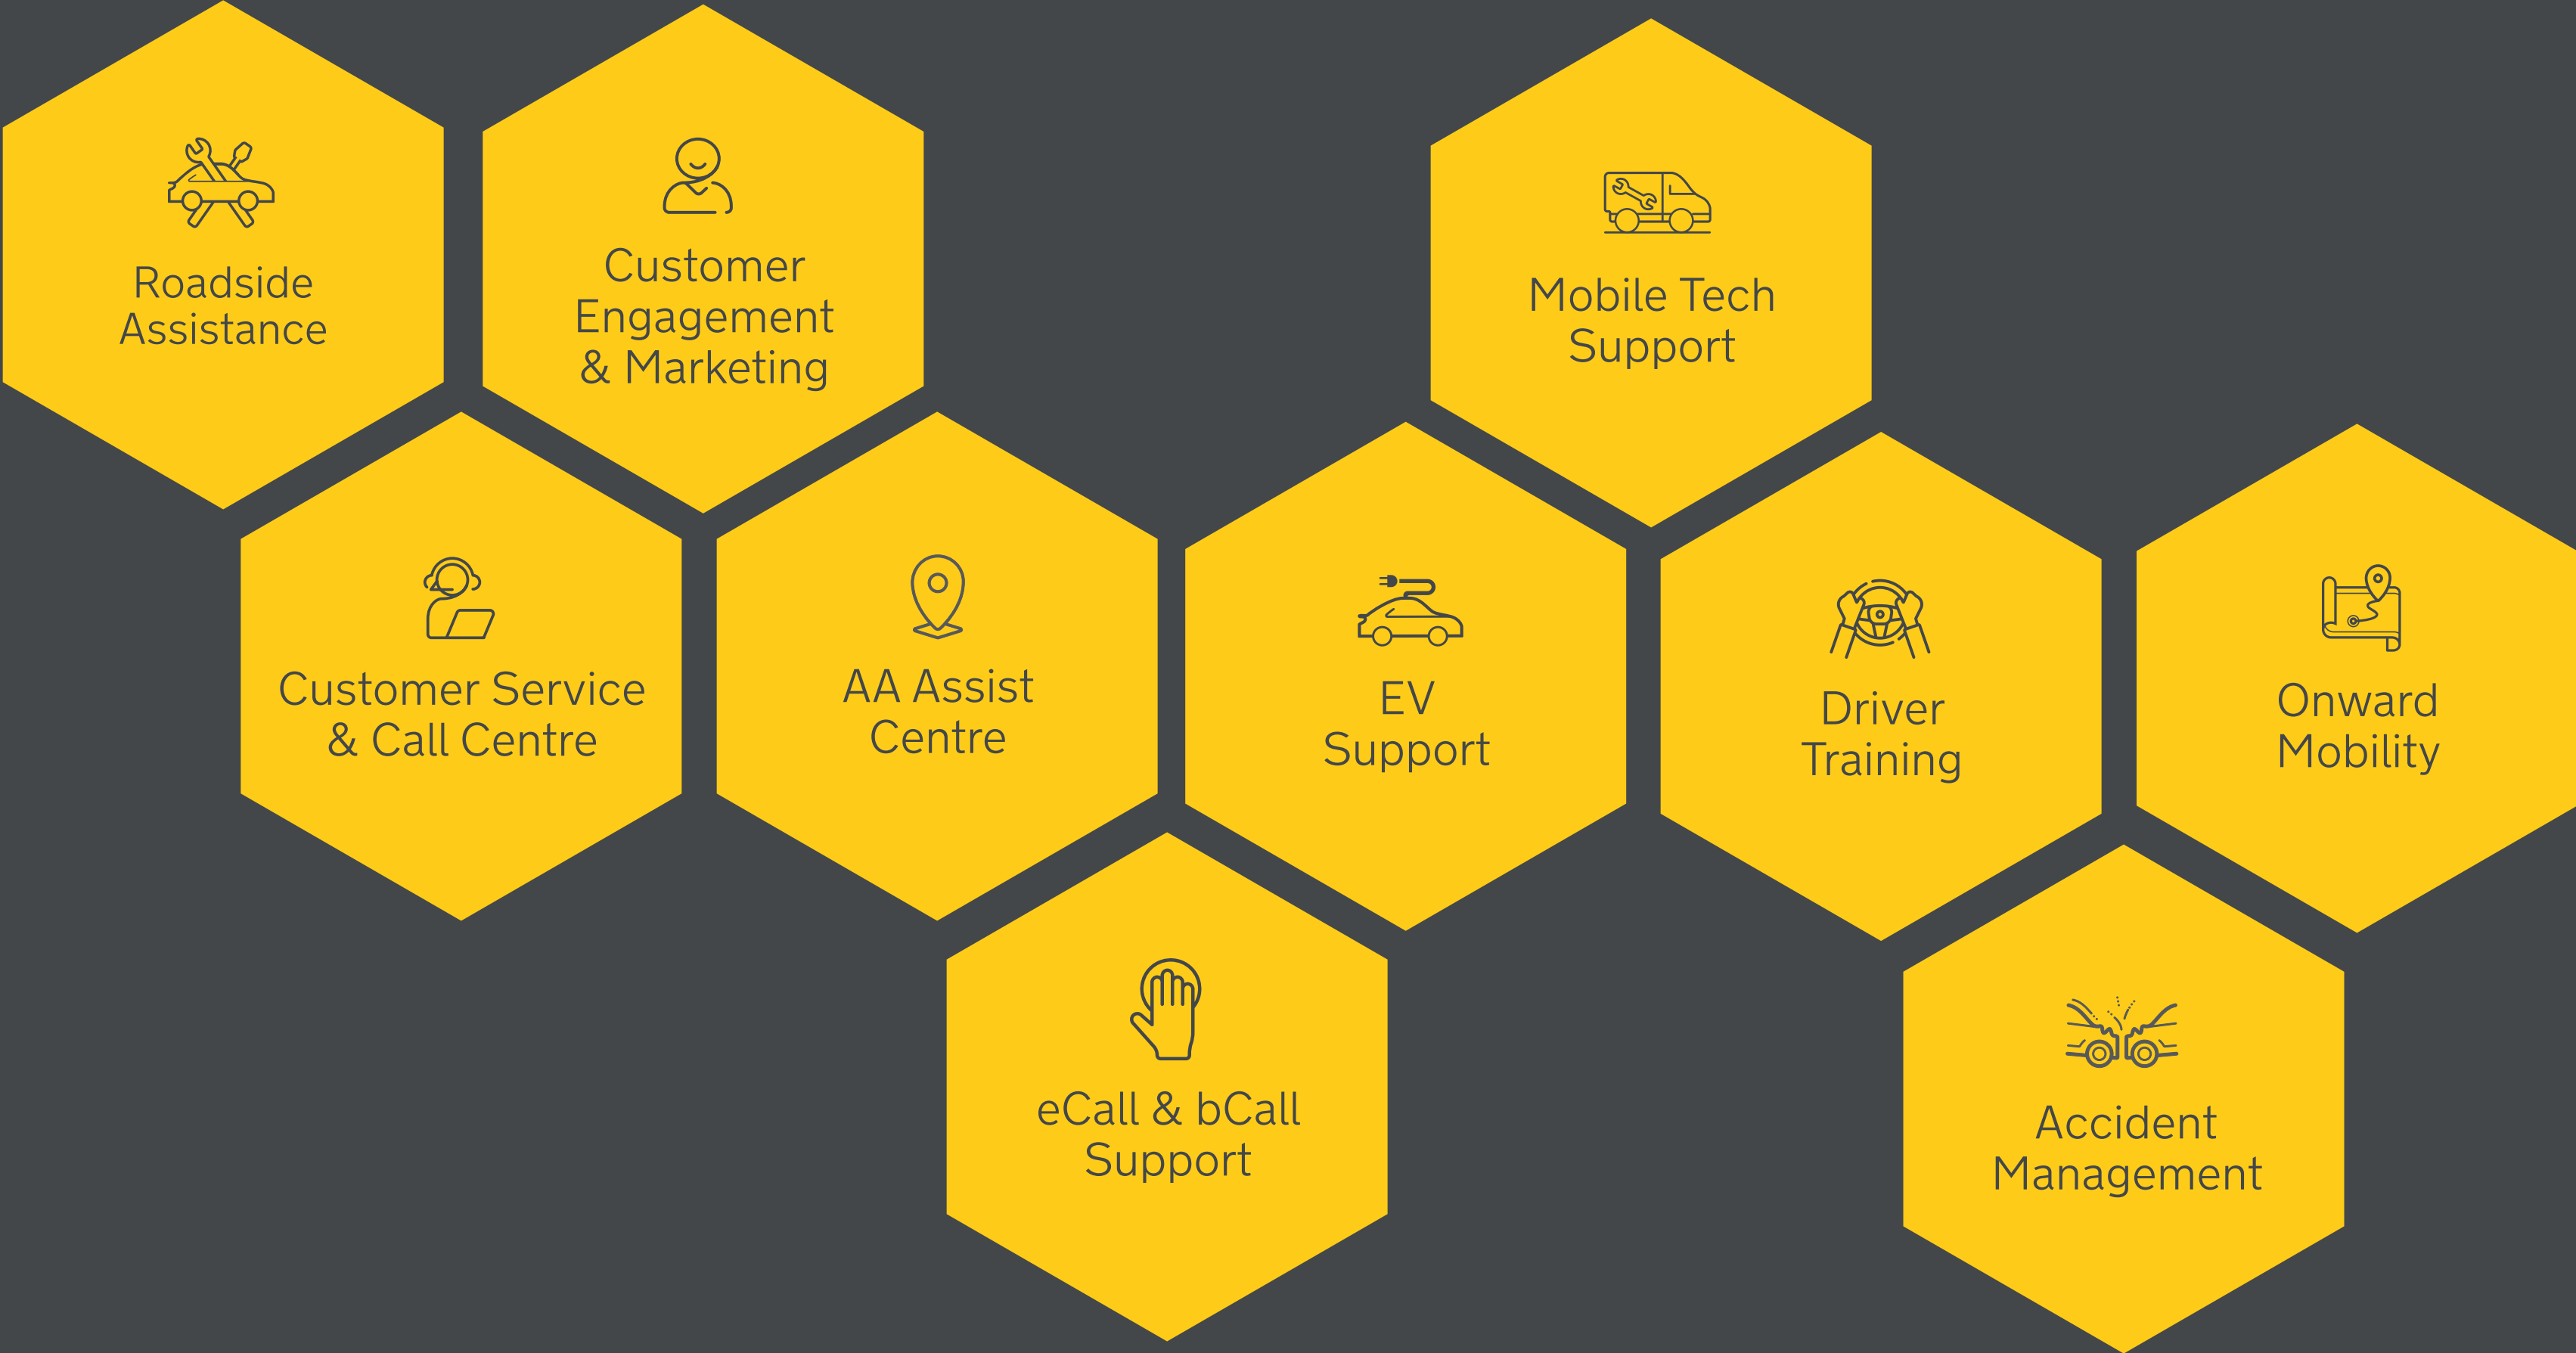 Roadside
Assistance
Customer
Engagement
& Marketing
Mobile Tech
Support
Customer Service
& Call Centre
AA Assist
Centre
EV
Support
Driver
Training
Onward
Mobility
eCall & bCall
Support
Accident
Management